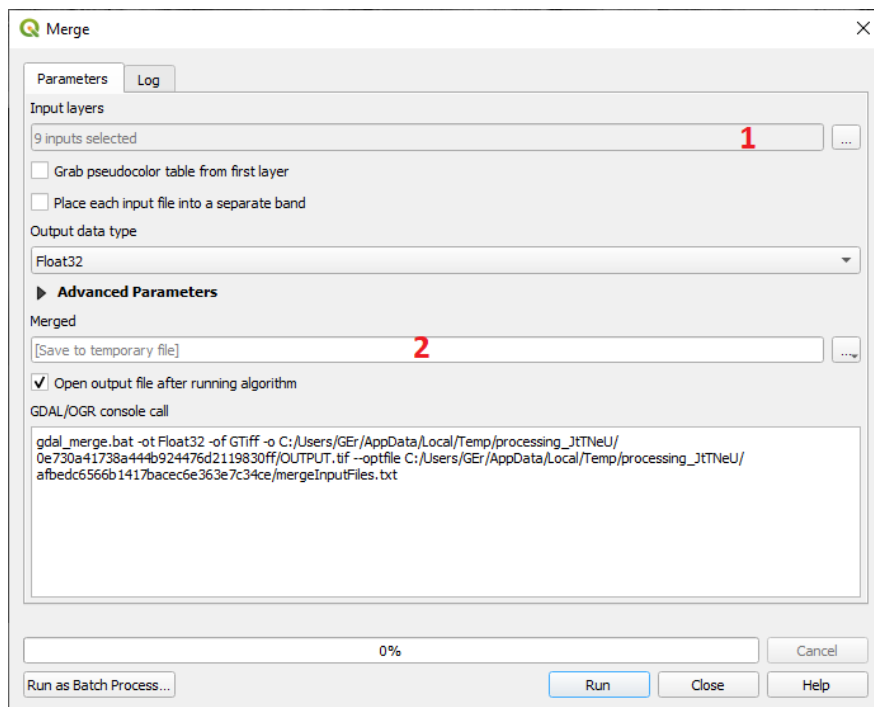 Merge
Parameters
Log
Input layers
9 inputs selected
1
...
Grab pseudocolor table from first layer
Place each input file into a separate band
Output data type
Float32
Advanced Parameters
Merged
[Save to temporary file]
2
...
Open output file after running algorithm
GDAL/OGR console call
gdal_merge.bat -ot Float32 -of GTiff -o C:/Users/GEr/AppData/Local/Temp/processing_JtTNeU/
0e730a41738a444b924476d2119830ff/OUTPUT.tif --optfile C:/Users/GEr/AppData/Local/Temp/processing_JtTNeU/
afbedc6566b1417bacec6e363e7c34ce/mergeInputFiles.txt
0%
Cancel
Run as Batch Process...
Run
Close
Help